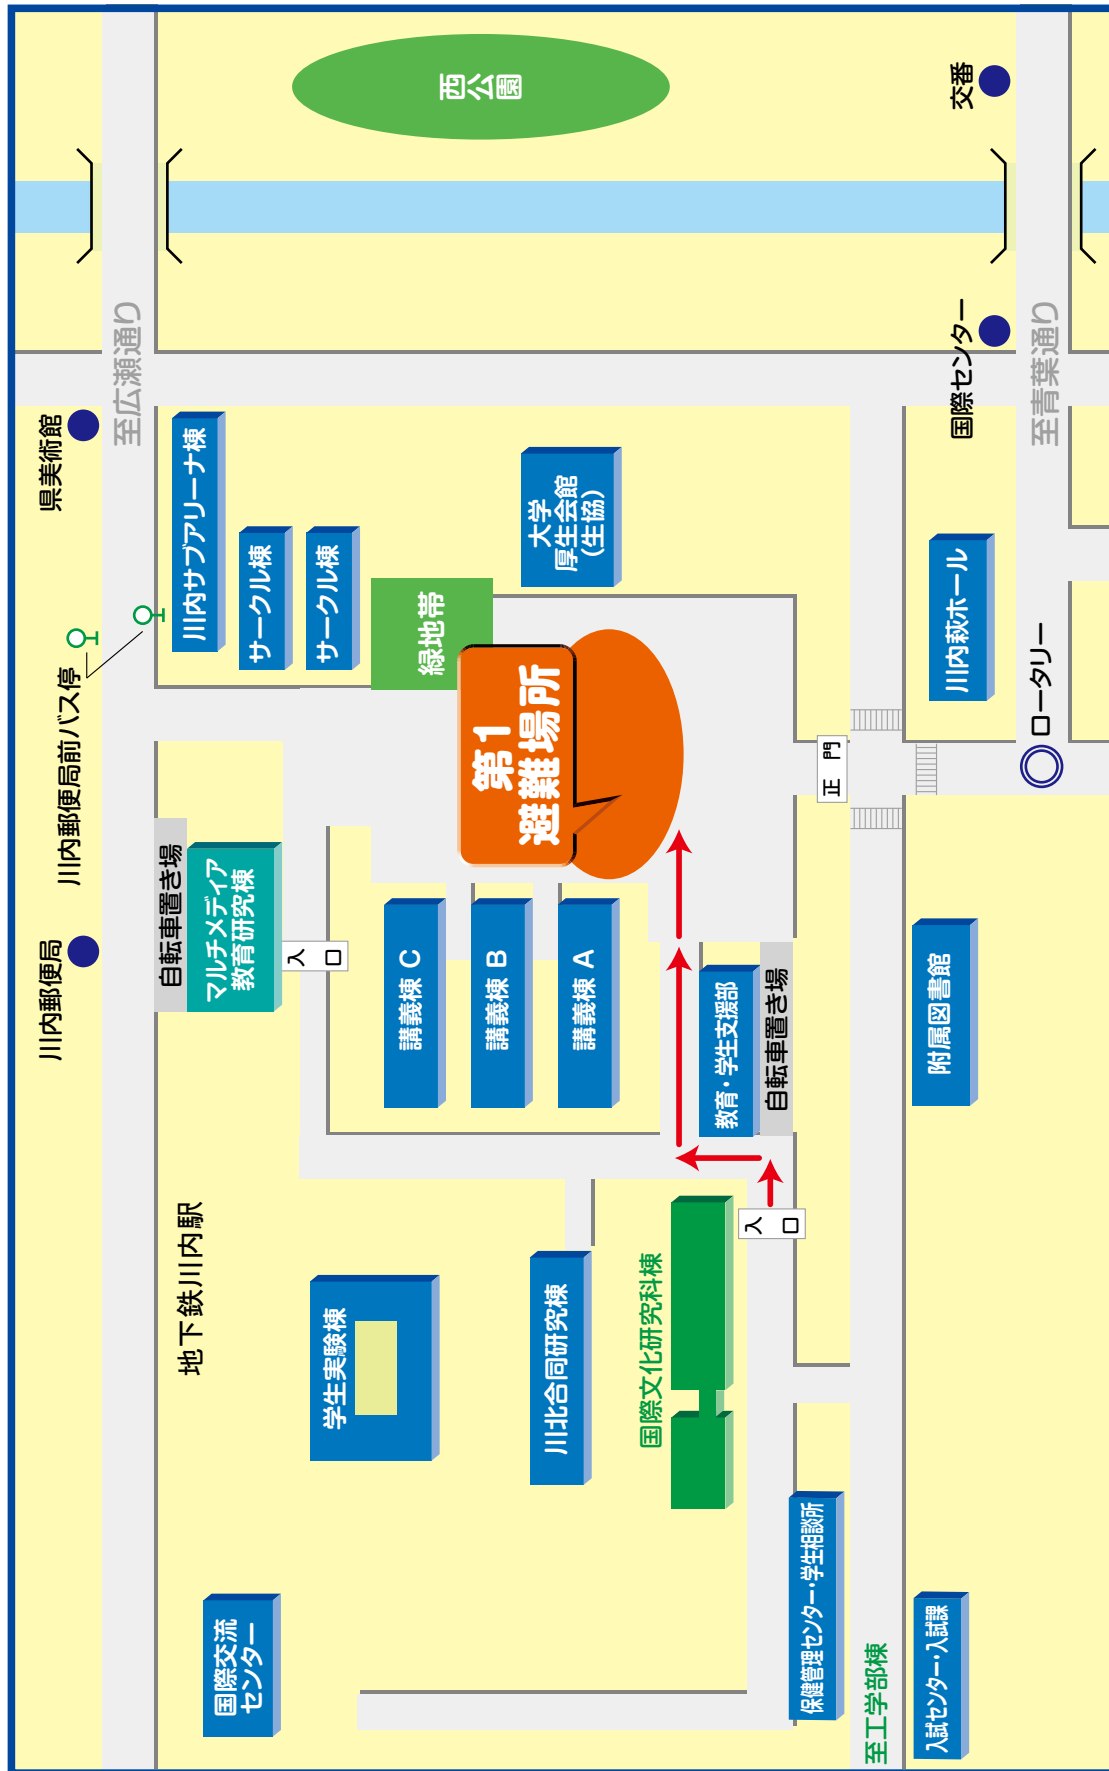 川内郵便局
川内郵便局前バス停
県美術館
至広瀬通り
自転車置き場
マルチメディア
教育研究棟
入口
川内サブアリーナ棟
サークル棟
サークル棟
緑地帯
西公園
地下鉄川内駅
国際交流
センター
学生実験棟
講義棟 C
講義棟 B
講義棟 A
第1
避難場所
大学
厚生会館
(生協)
川北合同研究棟
国際文化研究科棟
教育・学生支援部
自転車置き場
入口
正門
保健管理センター・学生相談所
至工学部棟
入試センター・入試課
附属図書館
川内萩ホール
国際センター
交番
ロータリー
至青葉通り